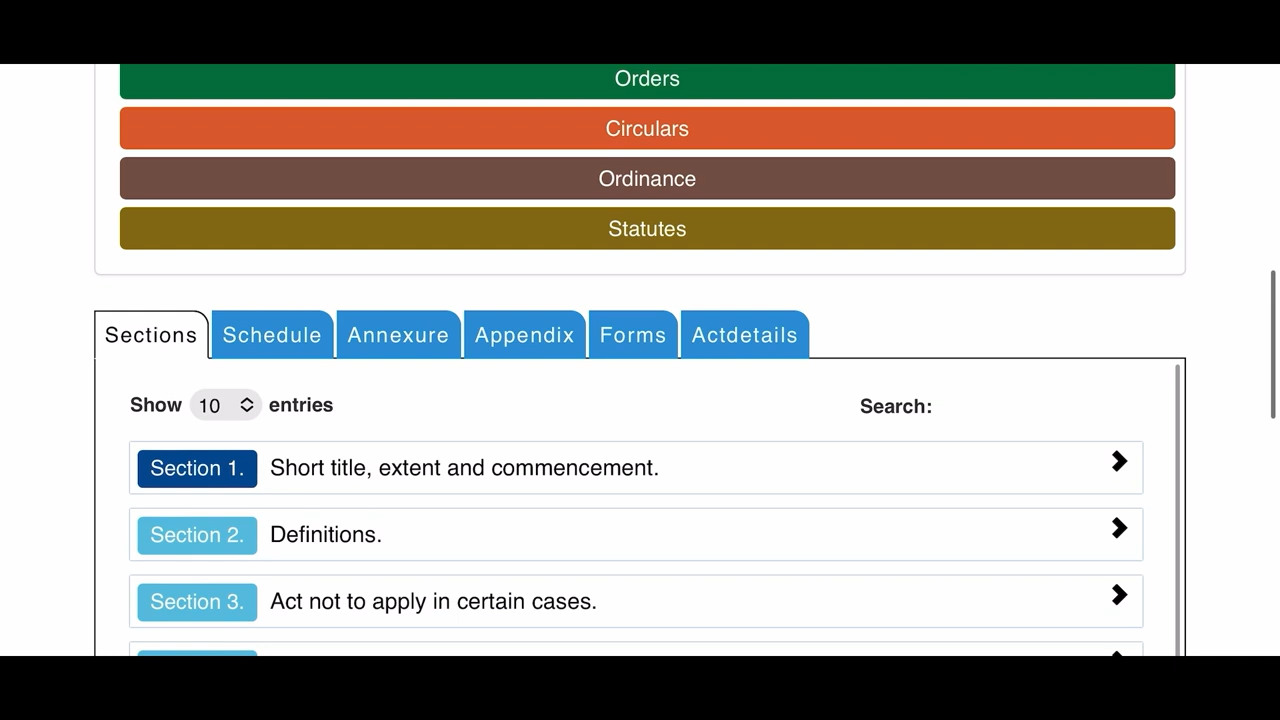 Orders
Circulars
Ordinance
Statutes
Sections Schedule Annexure Appendix Forms Actdetails
Show 10 entries Search:
Section 1. Short title, extent and commencement.
Section 2. Definitions.
Section 3. Act not to apply in certain cases.